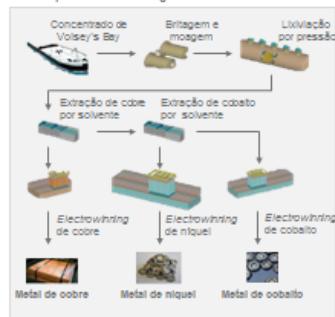 Concentrado de
Voisey's Bay
Britagem e
moagem
Lixiviação
por pressão
Extração de cobre
por solvente
Extração de cobalto
por solvente
Electrowinning
de cobre
Electrowinning
de níquel
Electrowinning
de cobalto
Metal de cobre
Metal de níquel
Metal de cobalto